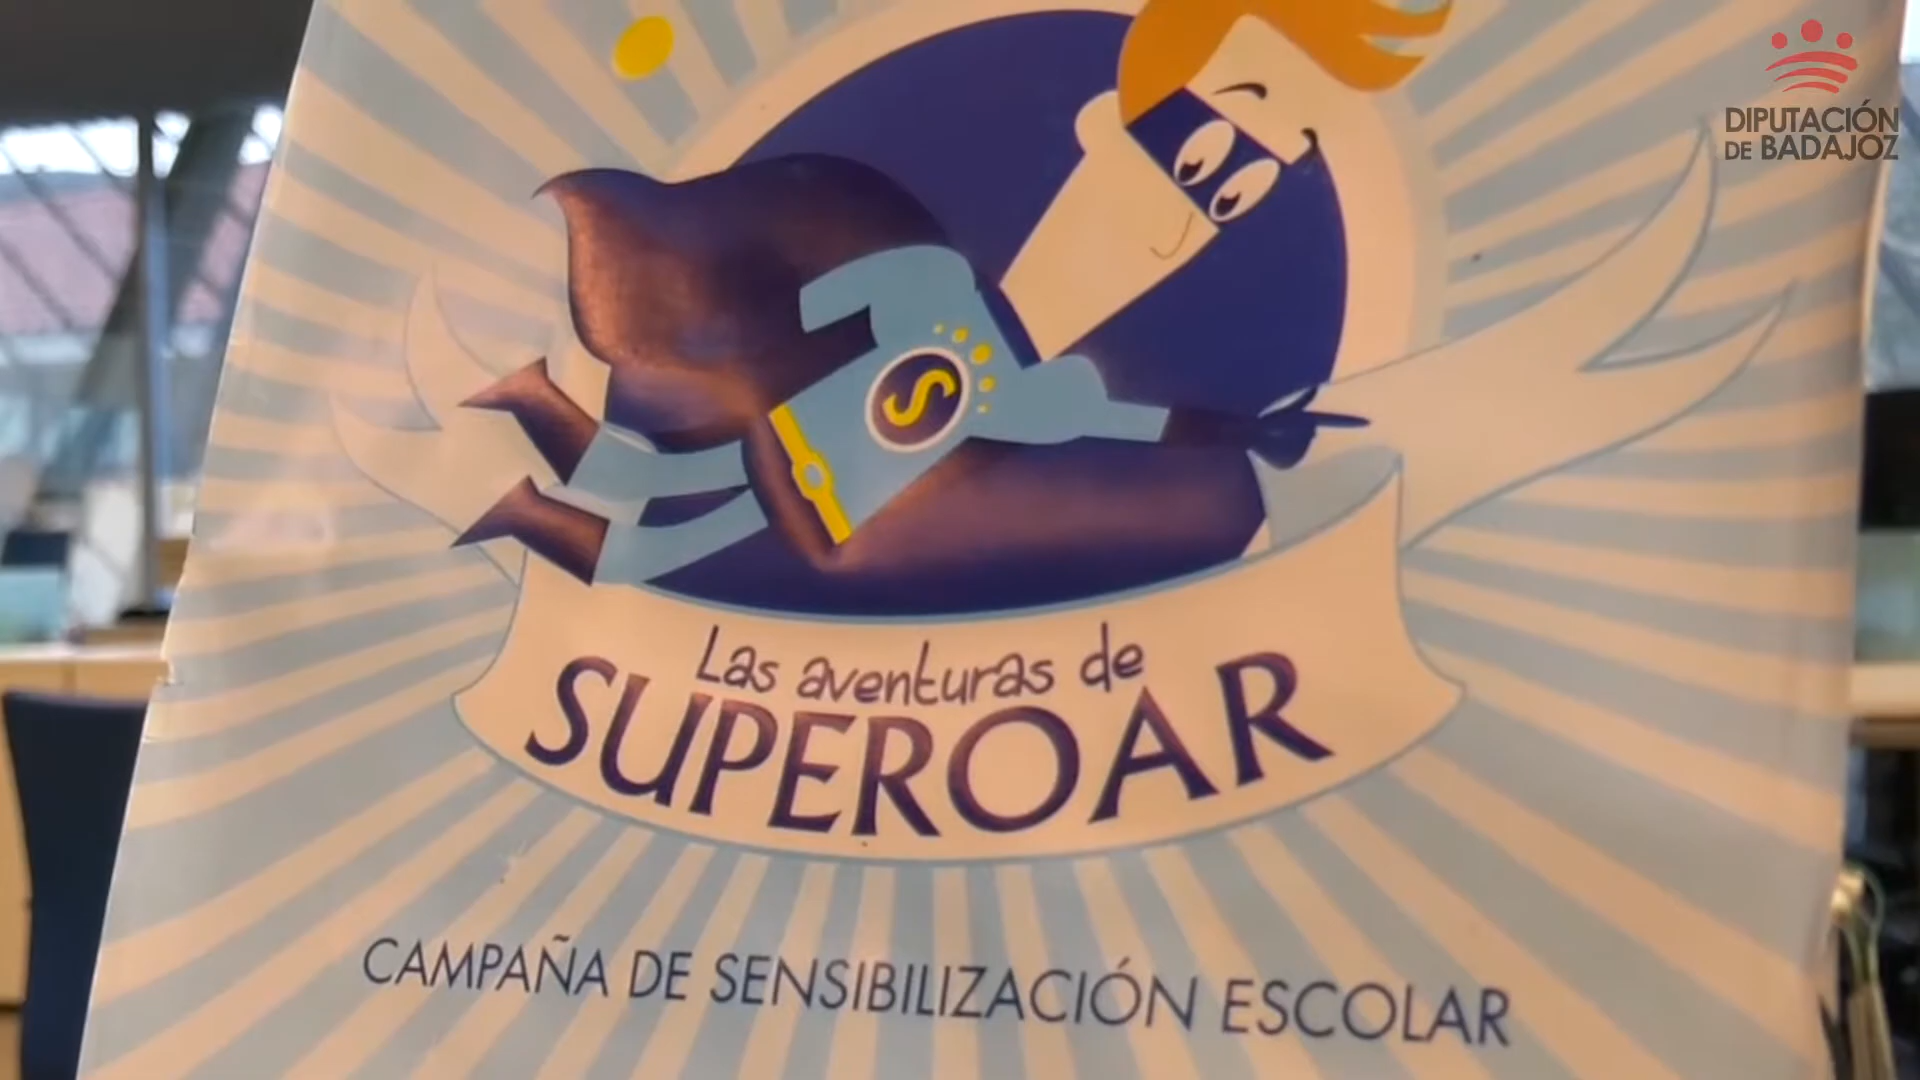 DIPUTACIÓN
DE BADAJOZ
S
Las aventuras de
SUPEROAR
CAMPAÑA DE SENSIBILIZACIÓN ESCOLAR